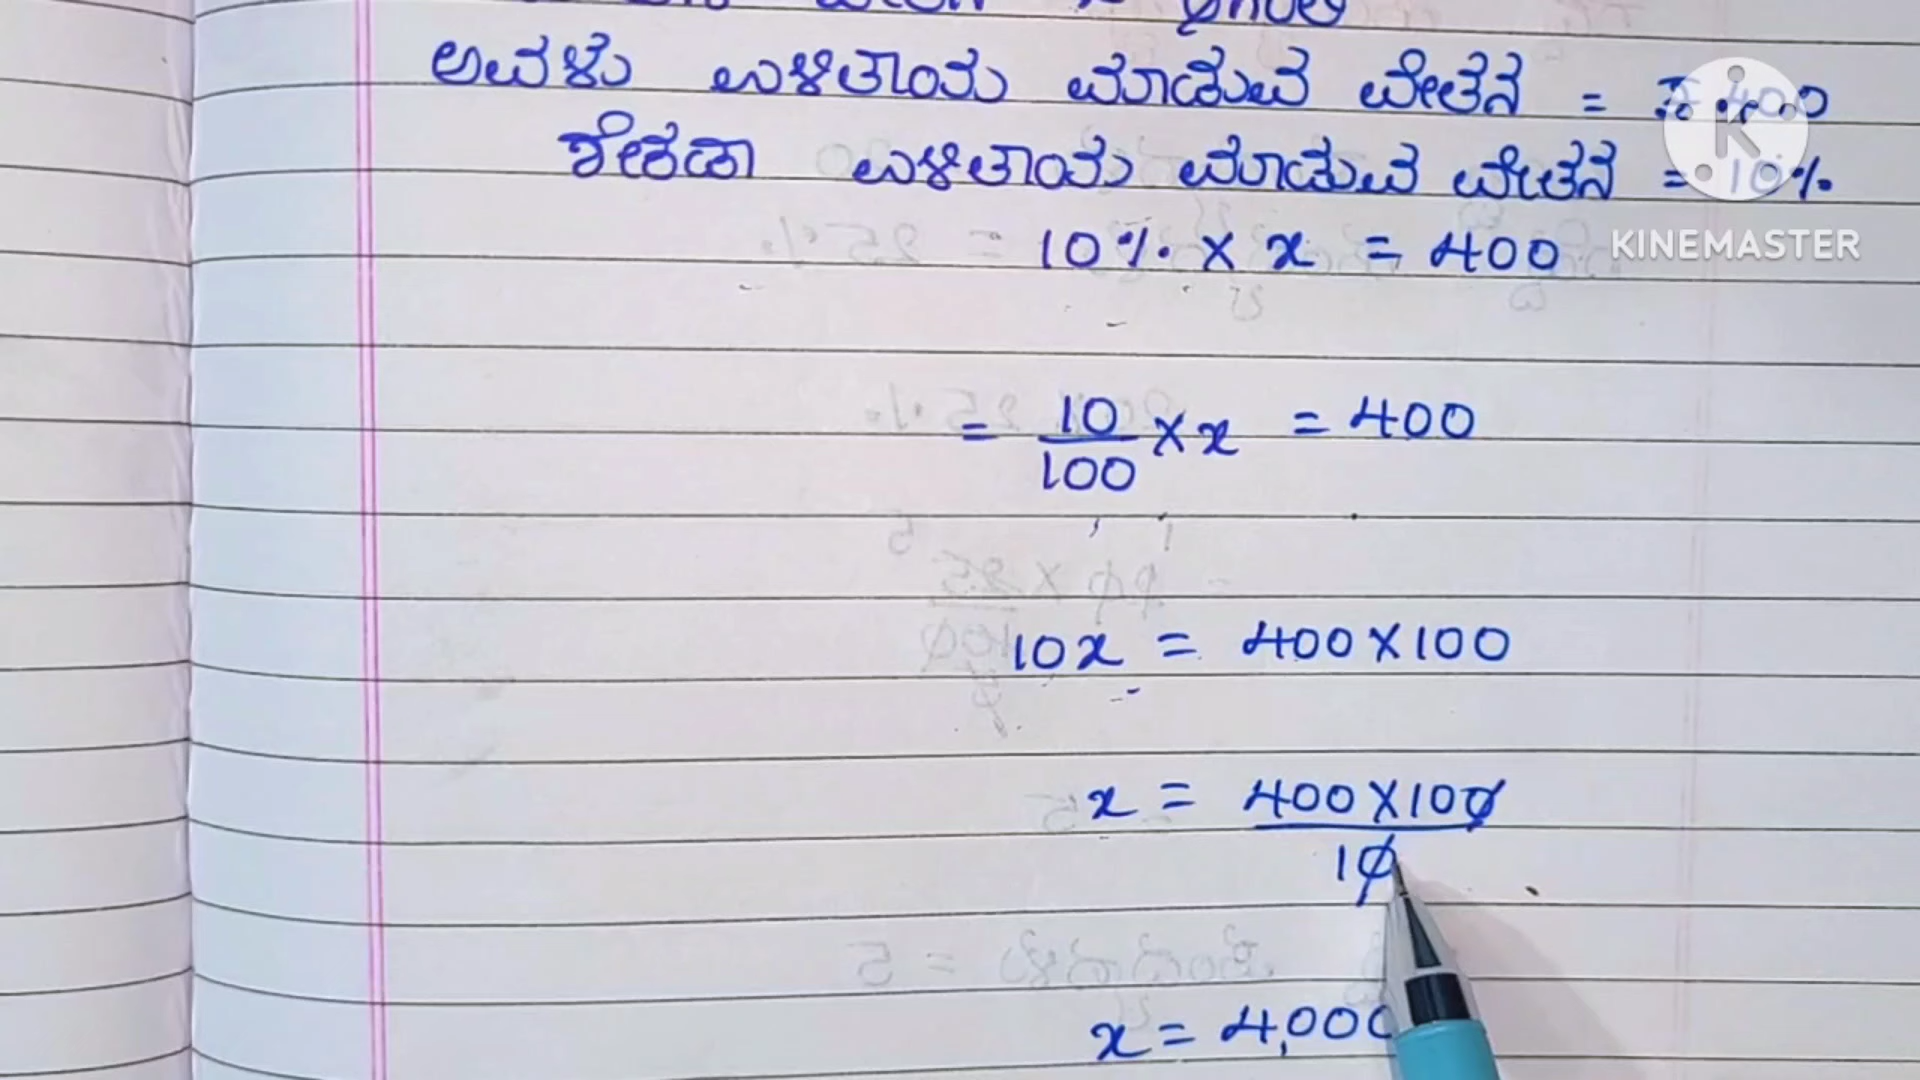 ಅವಳು ಉಳಿತಾಯ ಮಾಡುವ ವೇತನ = ₹ 400
ಶೇಕಡಾ ಉಳಿತಾಯ ಮಾಡುವ ವೇತನ = 10%
KINEMASTER
10% × x = 400
= 10/100 × x = 400
10x = 400×100
x = 400×100/10
x = 4,000